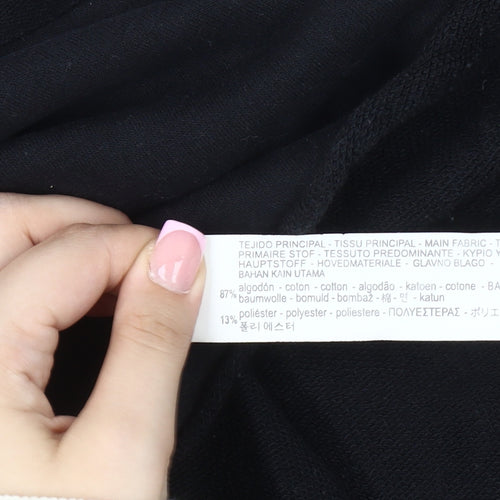 TEJIDO PRINCIPAL - TISSU PRINCIPAL - MAIN FABRIC -
PRIMAIRE STOF - TESSUTO PREDOMINANTE - ΚΥΡΙΟ
HAUPTSTOFF - HOVEDMATERIALE - GLAVNO BLAGO -
BAHAN KAIN UTAMA
87% algodón - coton - cotton - algodão - katoen - cotone - BA
baumwolle - bomuld - bombaž - 棉 - 면 - katun
13% poliéster - polyester - poliestere - ΠΟΛΥΕΣΤΕΡΑΣ - ポリエ
폴리에스터